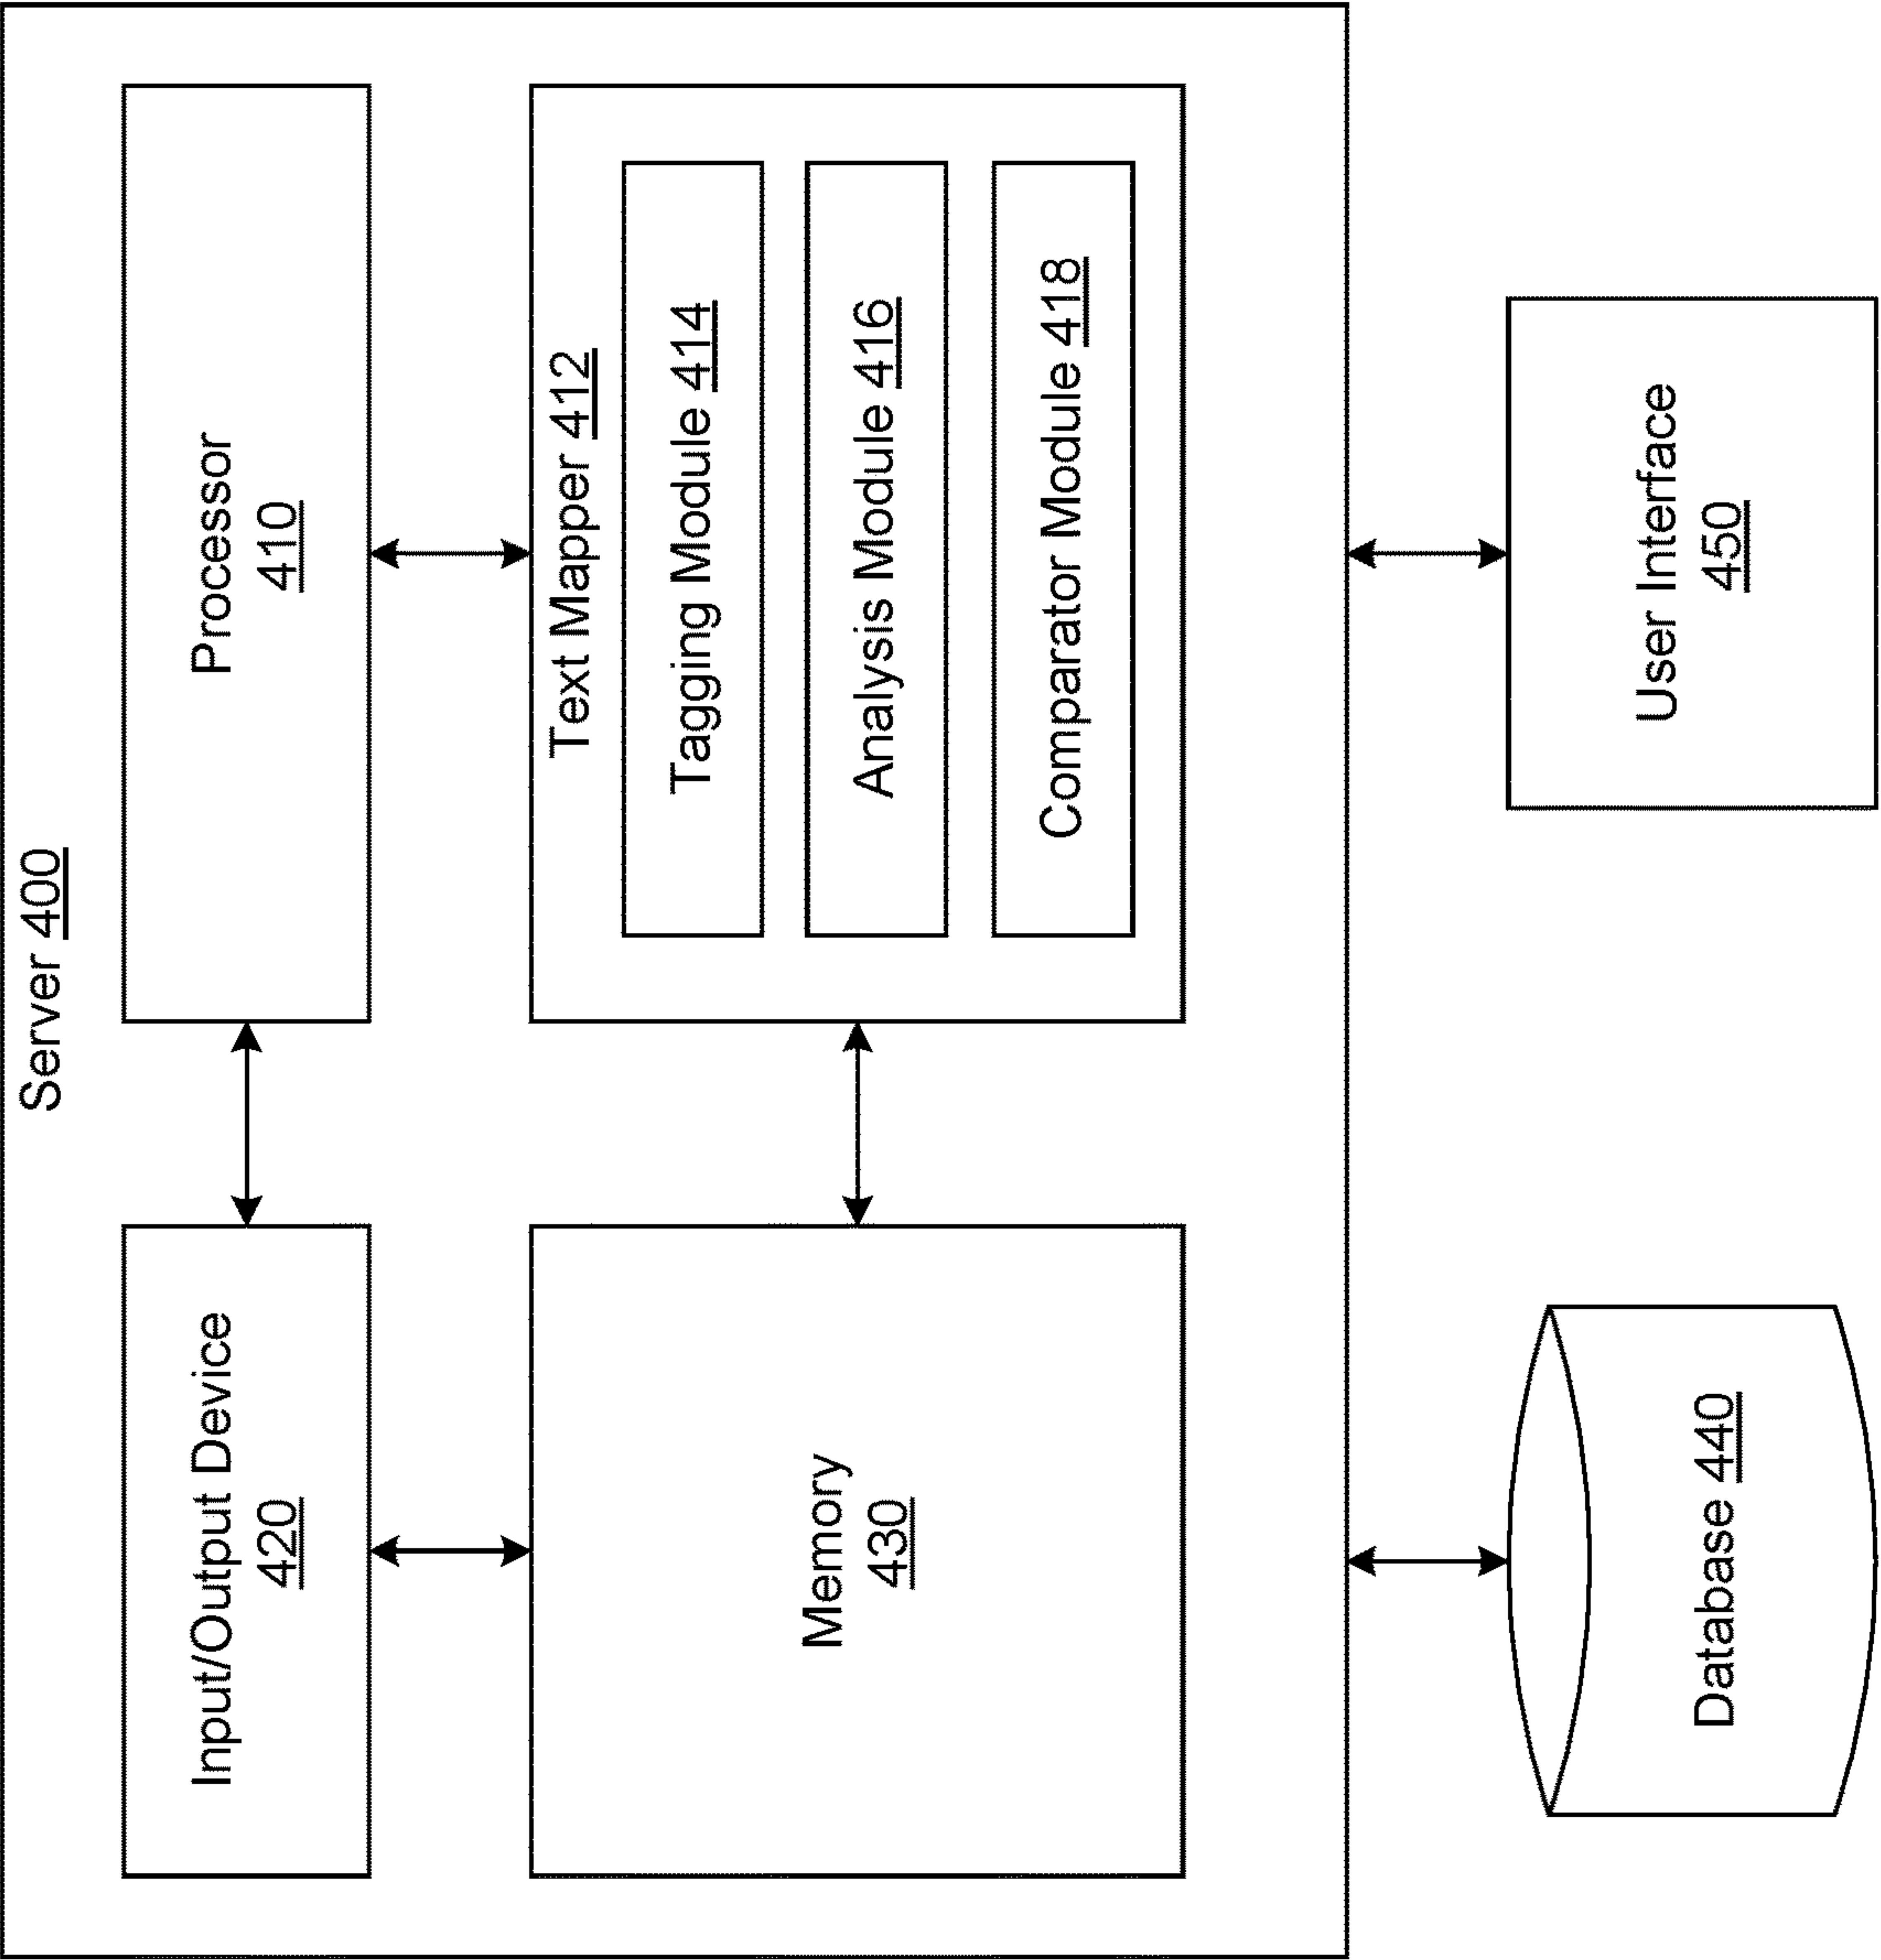 Server 400
Input/Output Device
420
Processor
410
Memory
430
Text Mapper 412
Tagging Module 414
Analysis Module 416
Comparator Module 418
Database 440
User Interface
450